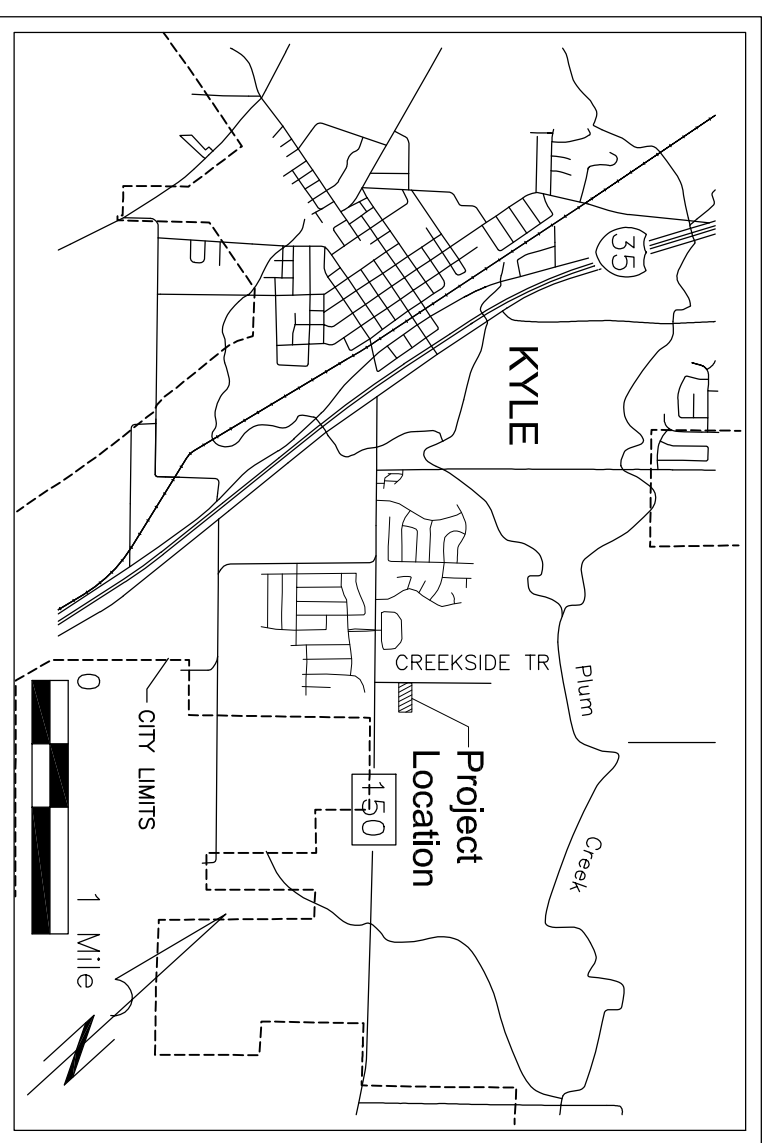 35
KYLE
CREEKSIDE TR
Plum
Creek
Project
Location
150
CITY LIMITS
0
1 Mile
N